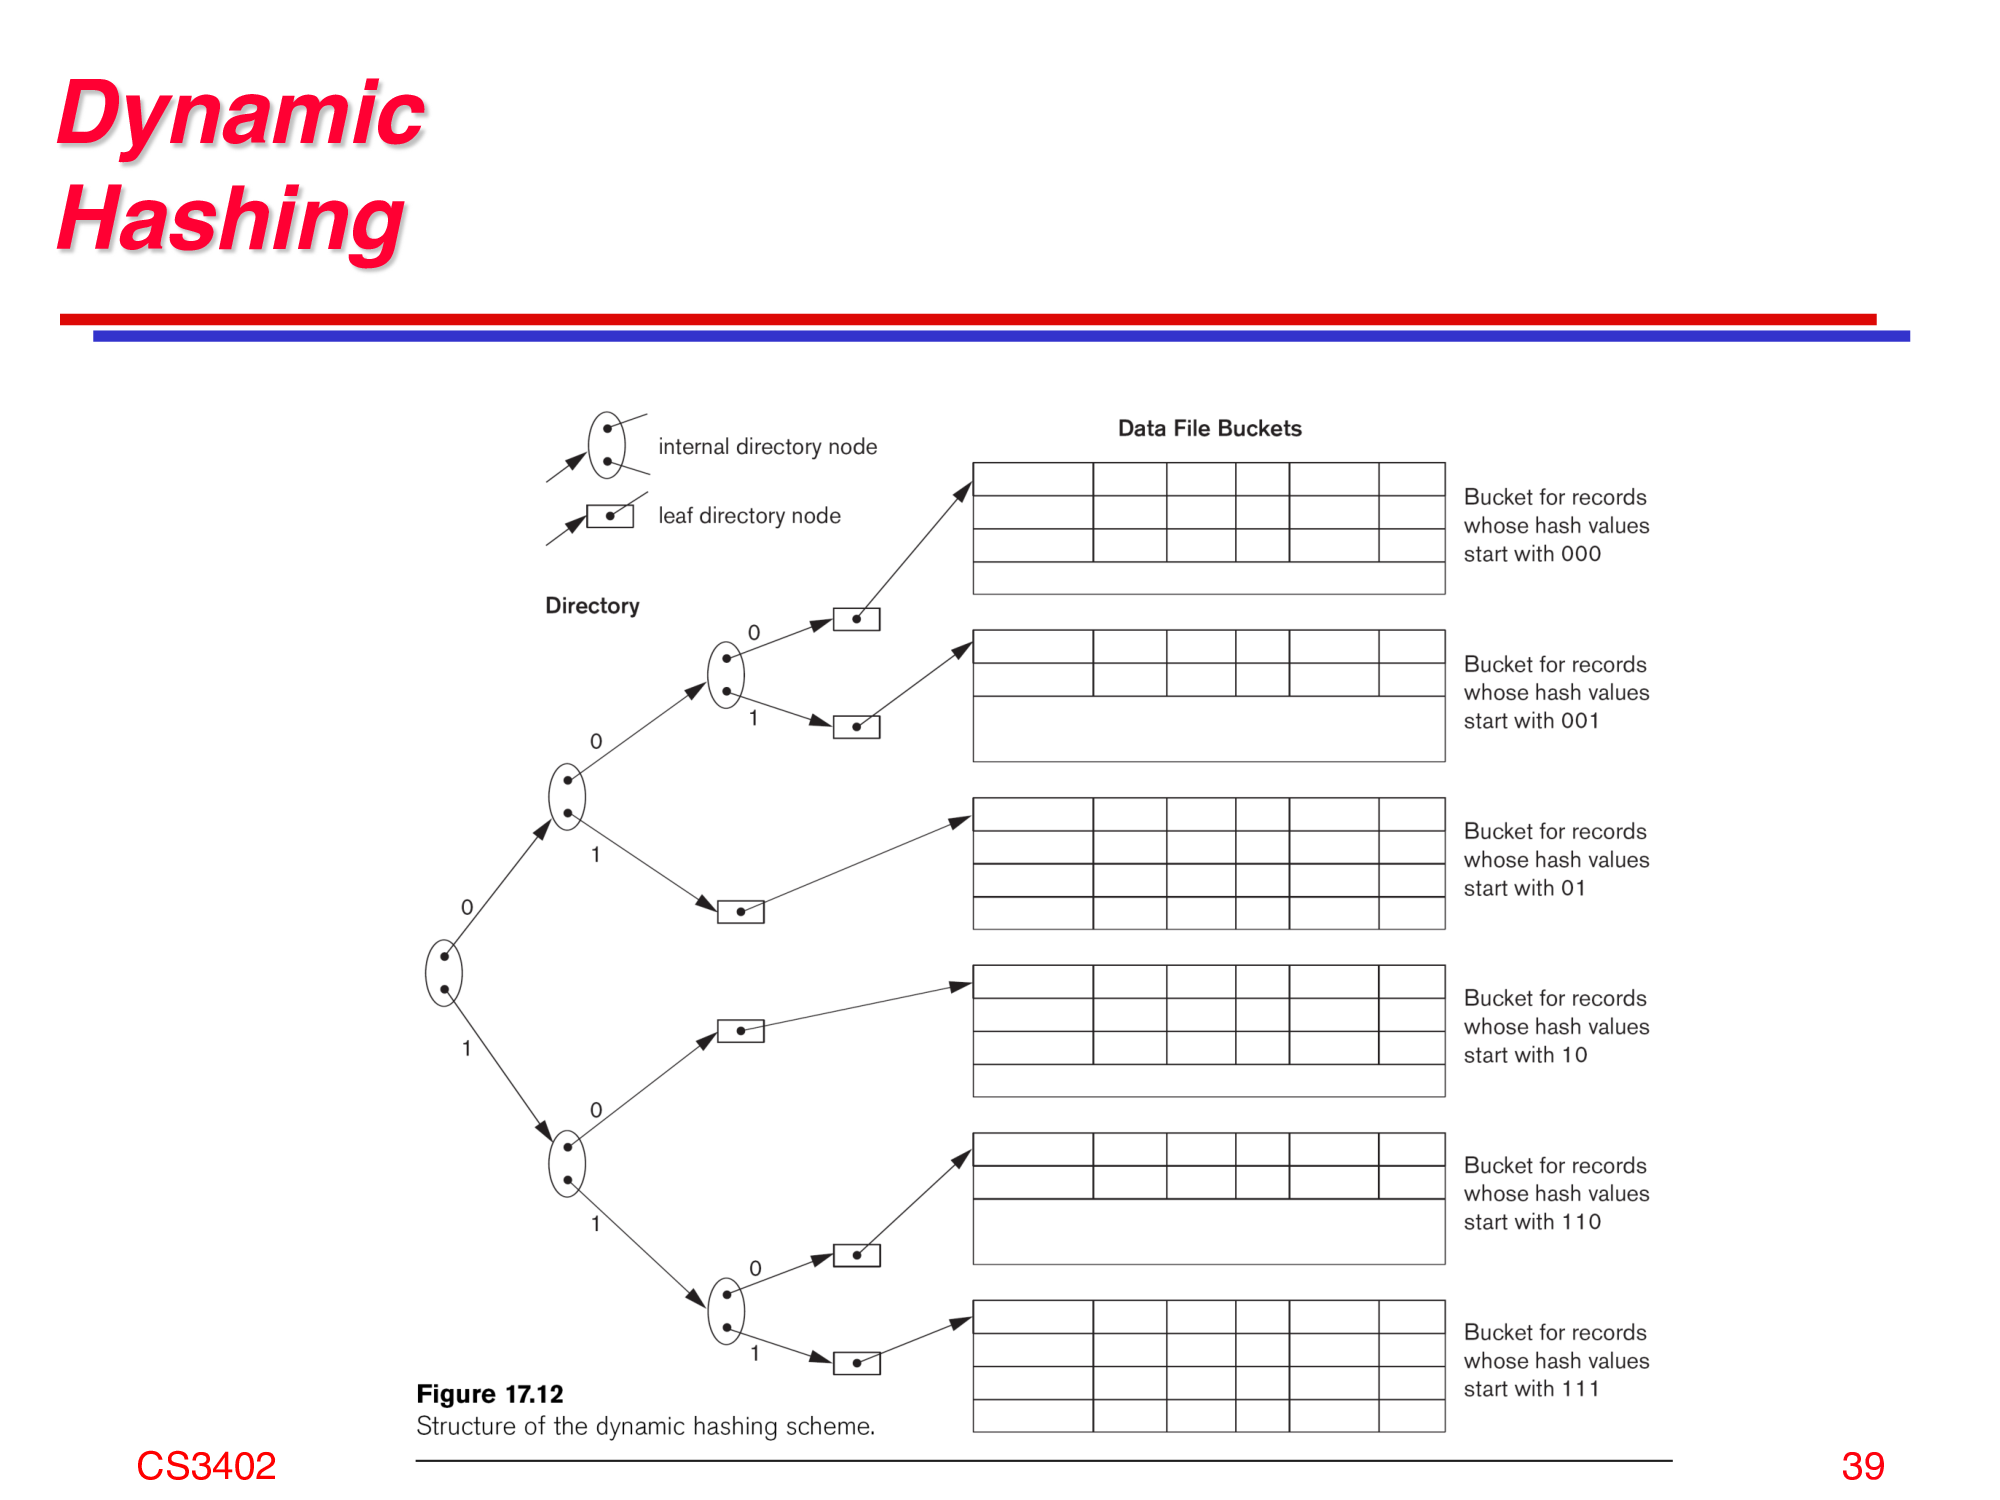 Dynamic
Hashing
internal directory node
leaf directory node
Directory
0
1
0
1
0
1
0
1
0
1
Data File Buckets
Bucket for records
whose hash values
start with 000
Bucket for records
whose hash values
start with 001
Bucket for records
whose hash values
start with 01
Bucket for records
whose hash values
start with 10
Bucket for records
whose hash values
start with 110
Bucket for records
whose hash values
start with 111
Figure 17.12
Structure of the dynamic hashing scheme.
CS3402
39